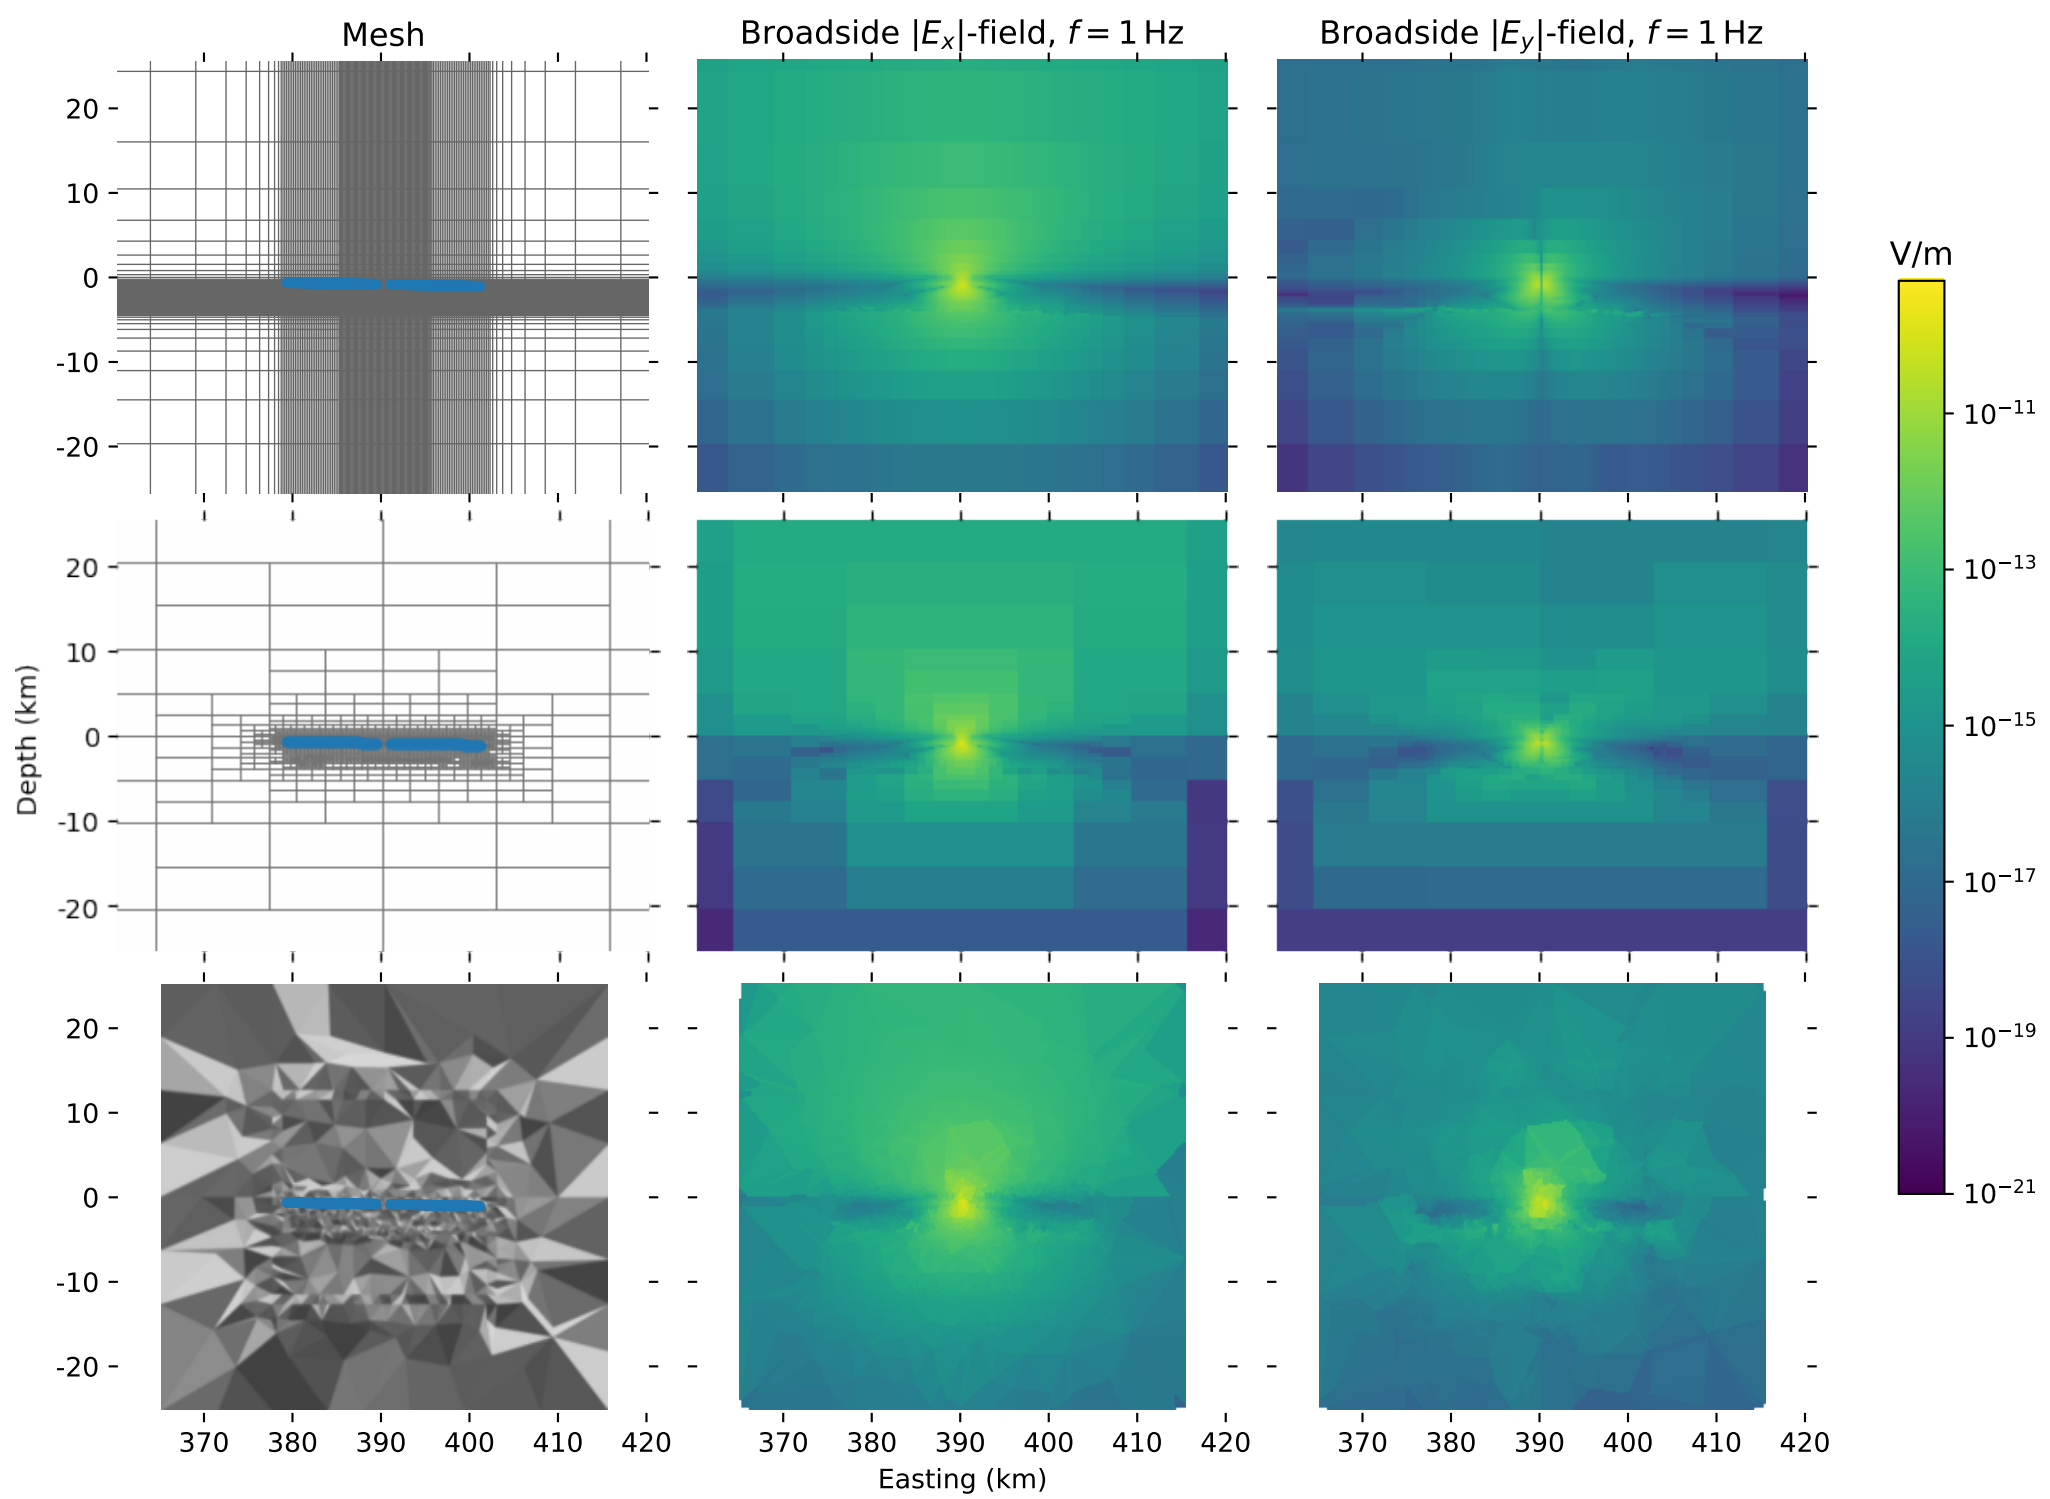 Mesh
Broadside |Eₓ|-field, f = 1 Hz
Broadside |E_y|-field, f = 1 Hz
20
10
0
-10
-20
V/m
10⁻¹¹
10⁻¹³
10⁻¹⁵
10⁻¹⁷
10⁻¹⁹
10⁻²¹
Depth (km)
20
10
0
-10
-20
20
10
0
-10
-20
370 380 390 400 410 420
370 380 390 400 410 420
370 380 390 400 410 420
Easting (km)